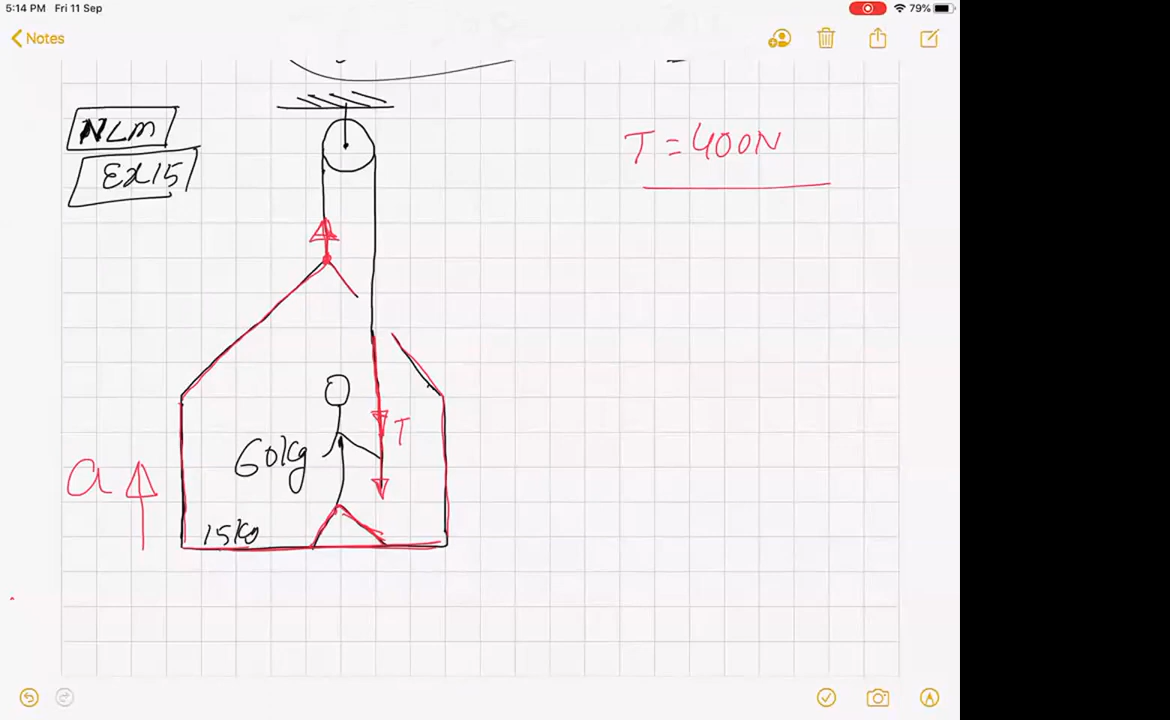 5:14 PM Fri 11 Sep
79%
Notes
NLM
EX15
T = 400N
T
60Kg
a
15Kg